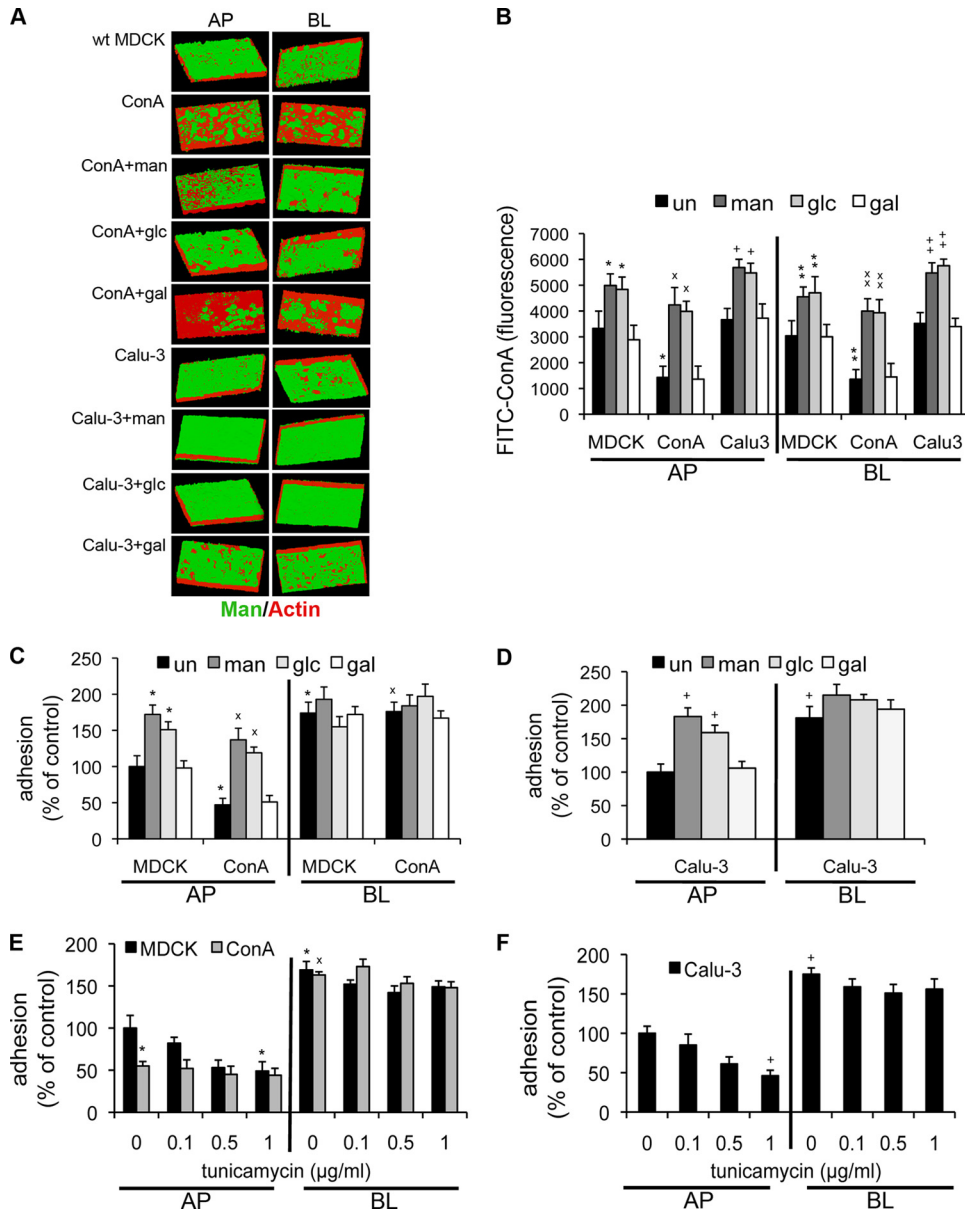 A
AP BL
wt MDCK
ConA
ConA+man
ConA+glc
ConA+gal
Calu-3
Calu-3+man
Calu-3+glc
Calu-3+gal
Man/Actin
B
un man glc gal
FITC-ConA (fluorescence)
7000
6000
5000
4000
3000
2000
1000
0
* * * * x x + + * * * * * * x x x x + + + +
MDCK ConA Calu3 MDCK ConA Calu3
AP BL
C
un man glc gal
adhesion
(% of control)
250
200
150
100
50
0
* * * x x * x
MDCK ConA MDCK ConA
AP BL
D
un man glc gal
adhesion
(% of control)
250
200
150
100
50
0
+ + +
Calu-3 Calu-3
AP BL
E
MDCK ConA
adhesion
(% of control)
200
150
100
50
0
* * * x
0 0.1 0.5 1 0 0.1 0.5 1
tunicamycin (µg/ml)
AP BL
F
Calu-3
adhesion
(% of control)
200
150
100
50
0
+ +
0 0.1 0.5 1 0 0.1 0.5 1
tunicamycin (µg/ml)
AP BL